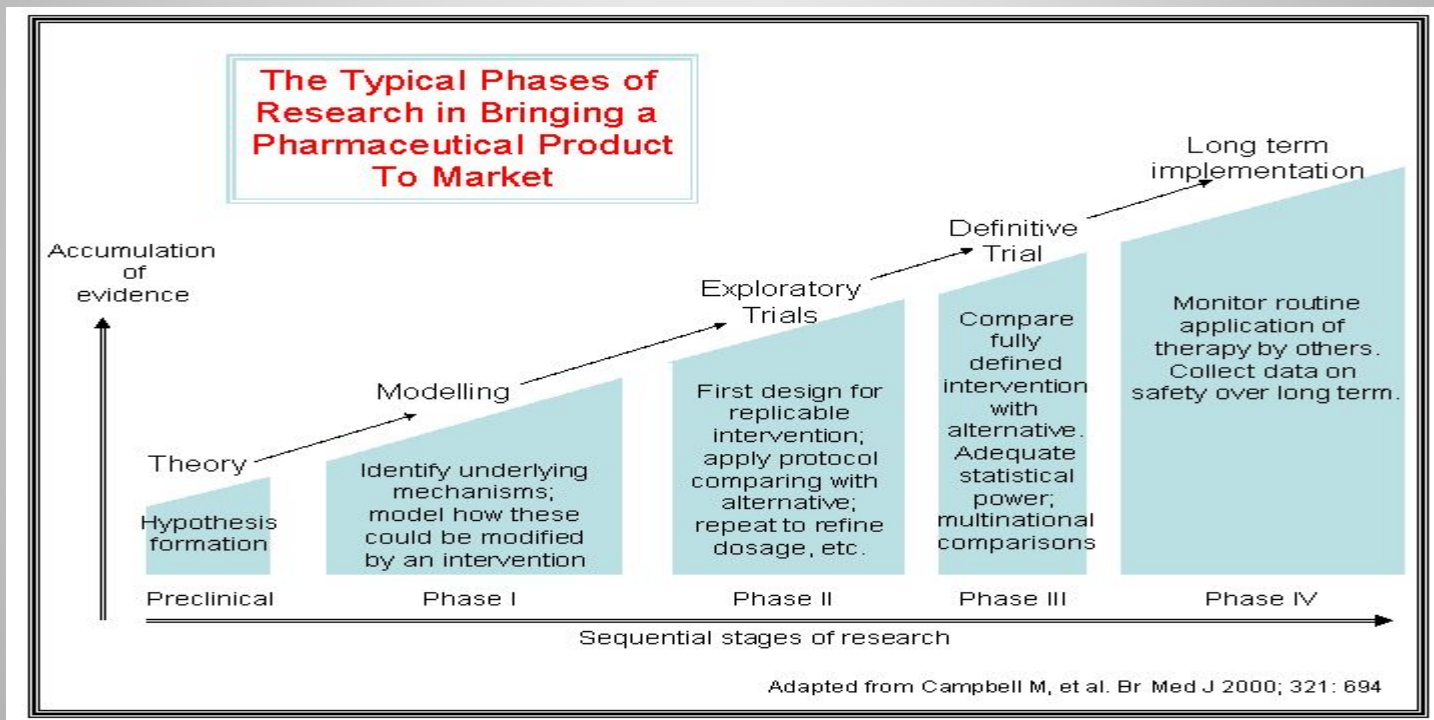 The Typical Phases of
Research in Bringing a
Pharmaceutical Product
To Market
Accumulation
of
evidence
Theory
Modelling
Exploratory
Trials
Definitive
Trial
Long term
implementation
Hypothesis
formation
Identify underlying
mechanisms;
model how these
could be modified
by an intervention
First design for
replicable
intervention;
apply protocol
comparing with
alternative;
repeat to refine
dosage, etc.
Compare
fully
defined
intervention
with
alternative.
Adequate
statistical
power;
multinational
comparisons
Monitor routine
application of
therapy by others.
Collect data on
safety over long term.
Preclinical
Phase I
Phase II
Phase III
Phase IV
Sequential stages of research
Adapted from Campbell M, et al. Br Med J 2000; 321: 694